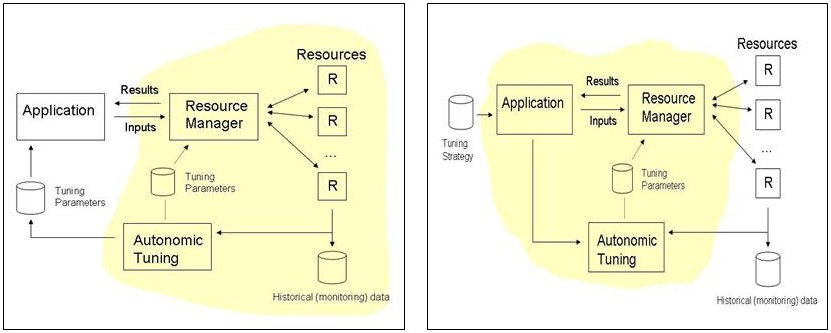 Resources
R
Results
Application
Resource
Manager
R
Inputs
...
R
Tuning
Parameters
Tuning
Parameters
Autonomic
Tuning
Historical (monitoring) data
Resources
R
Results
Application
Resource
Manager
R
Inputs
Tuning
Strategy
...
R
Tuning
Parameters
Autonomic
Tuning
Historical (monitoring) data